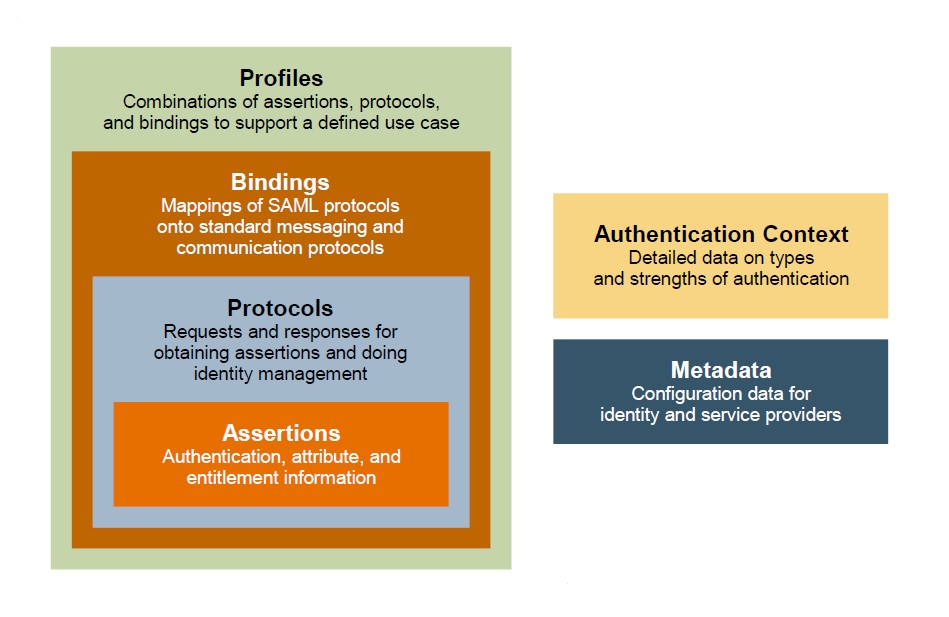 Profiles
Combinations of assertions, protocols,
and bindings to support a defined use case
Bindings
Mappings of SAML protocols
onto standard messaging and
communication protocols
Protocols
Requests and responses for
obtaining assertions and doing
identity management
Assertions
Authentication, attribute, and
entitlement information
Authentication Context
Detailed data on types
and strengths of authentication
Metadata
Configuration data for
identity and service providers